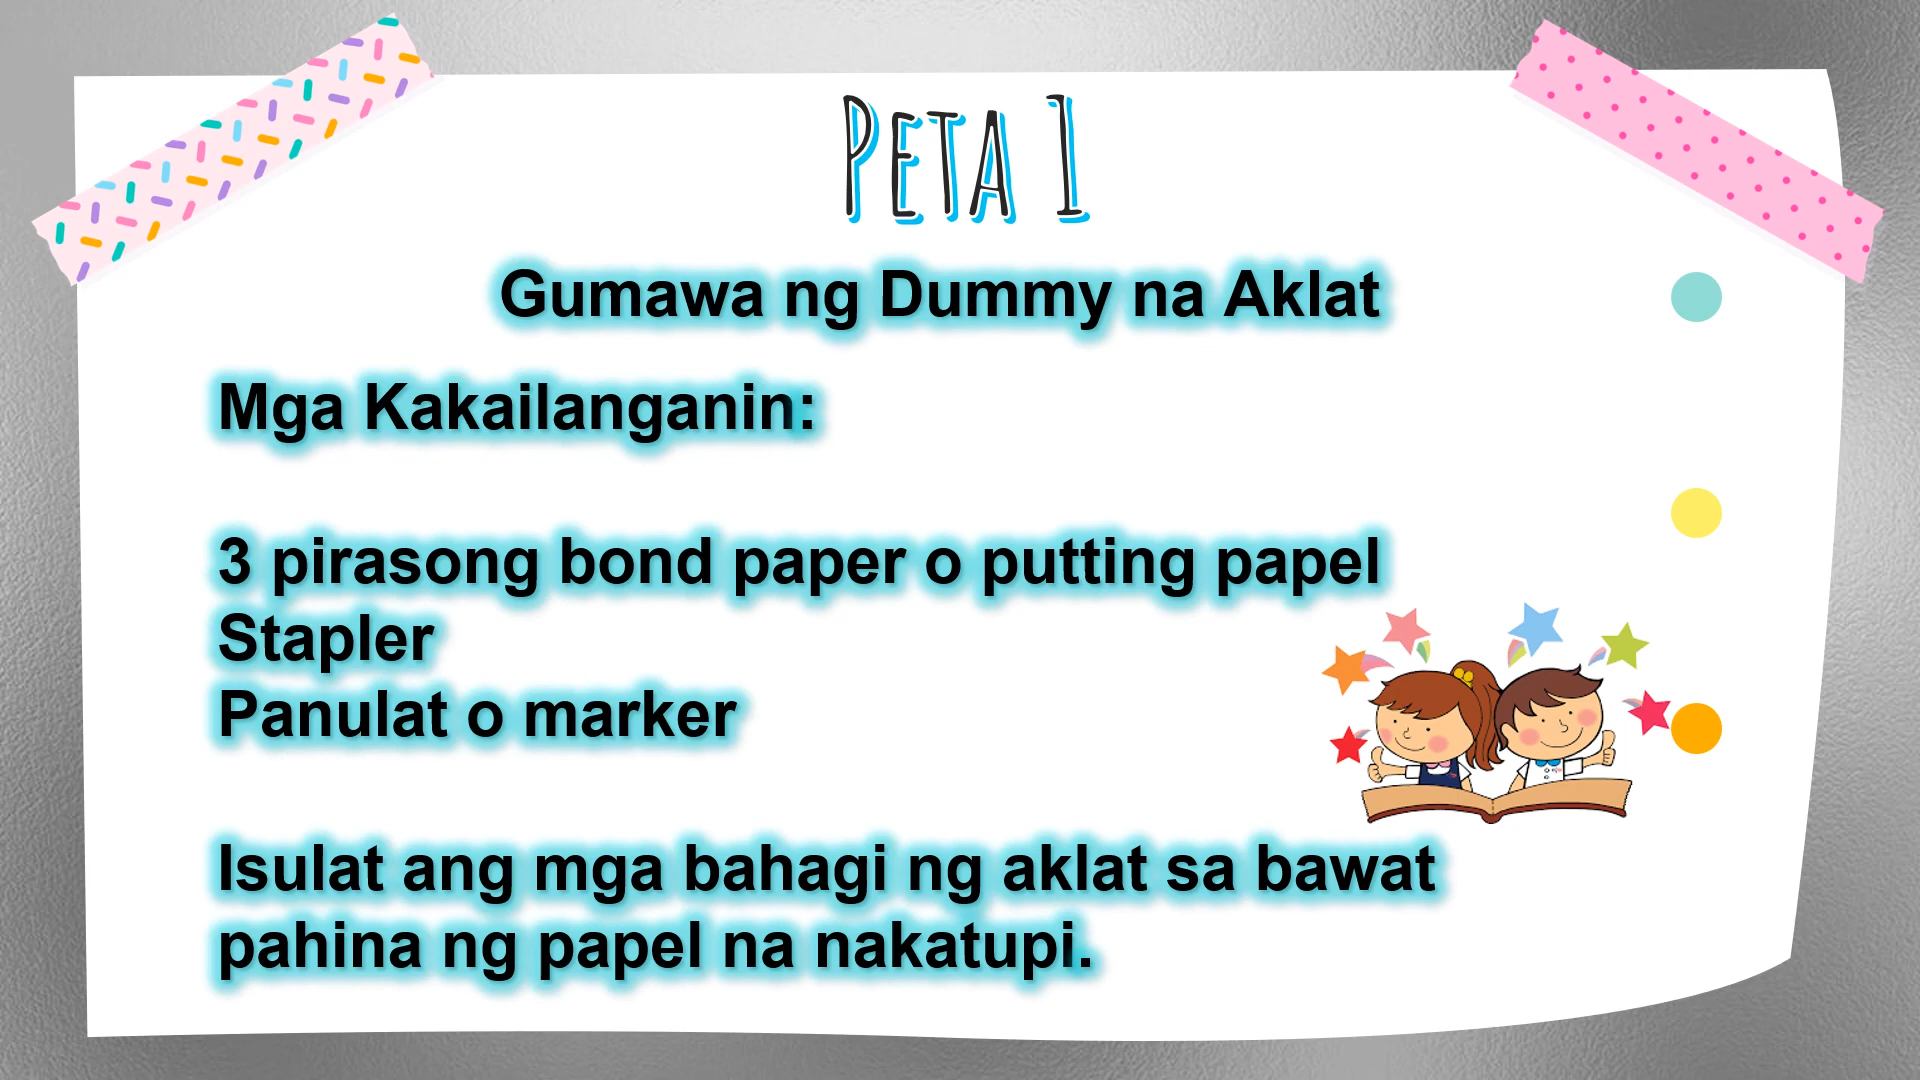 Peta 1
Gumawa ng Dummy na Aklat
Mga Kakailanganin:
3 pirasong bond paper o putting papel
Stapler
Panulat o marker
Isulat ang mga bahagi ng aklat sa bawat
pahina ng papel na nakatupi.